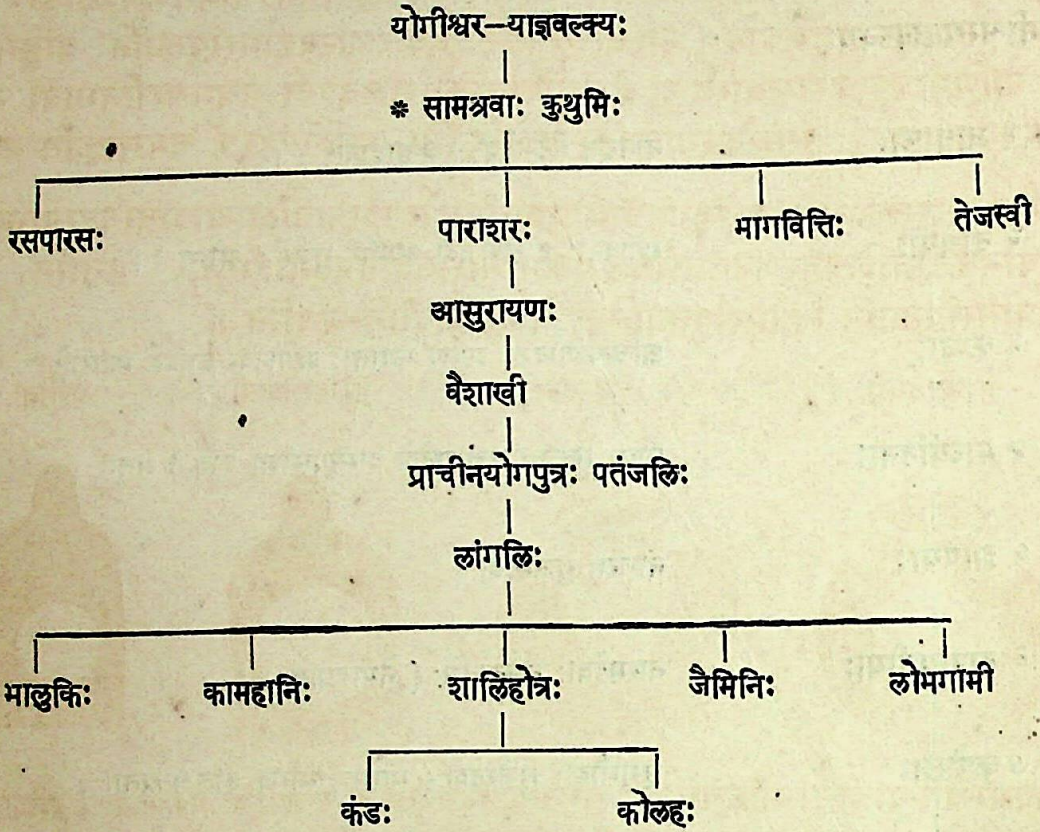 योगीश्वर–याज्ञवल्क्यः
* सामश्रवाः कुथुमिः
रसपारसः पाराशरः भागवित्तिः तेजस्वी
आसुरायणः
वैशाखी
प्राचीनयोगपुत्रः पतंजलिः
लांगलिः
भालुकिः कामहानिः शालिहोत्रः जैमिनिः लोभगामी
कंडः कोलहः